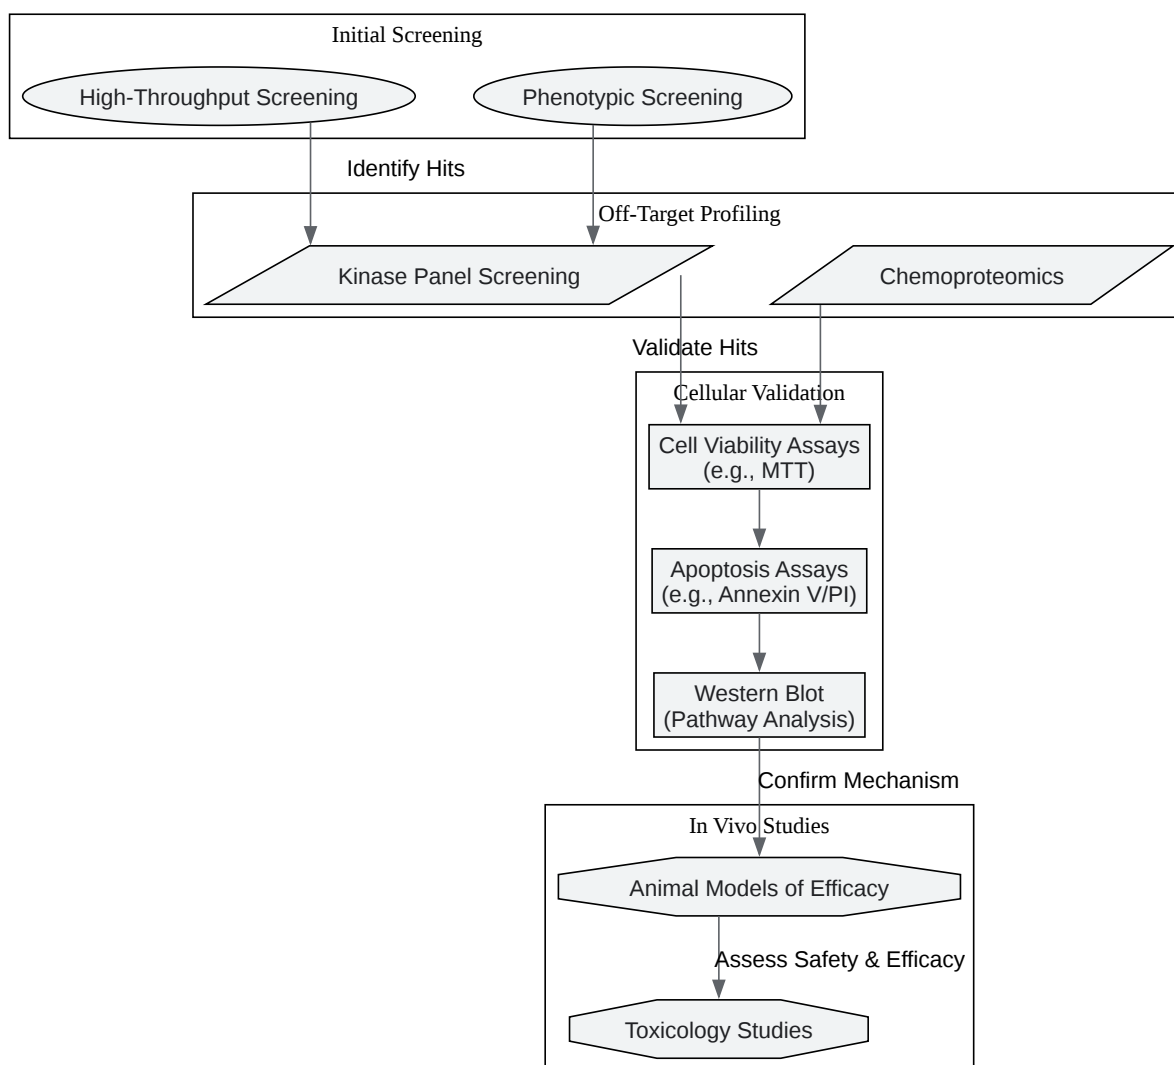 Initial Screening
High-Throughput Screening
Phenotypic Screening
Identify Hits
Off-Target Profiling
Kinase Panel Screening
Chemoproteomics
Validate Hits
Cellular Validation
Cell Viability Assays
(e.g., MTT)
Apoptosis Assays
(e.g., Annexin V/PI)
Western Blot
(Pathway Analysis)
Confirm Mechanism
In Vivo Studies
Animal Models of Efficacy
Assess Safety & Efficacy
Toxicology Studies